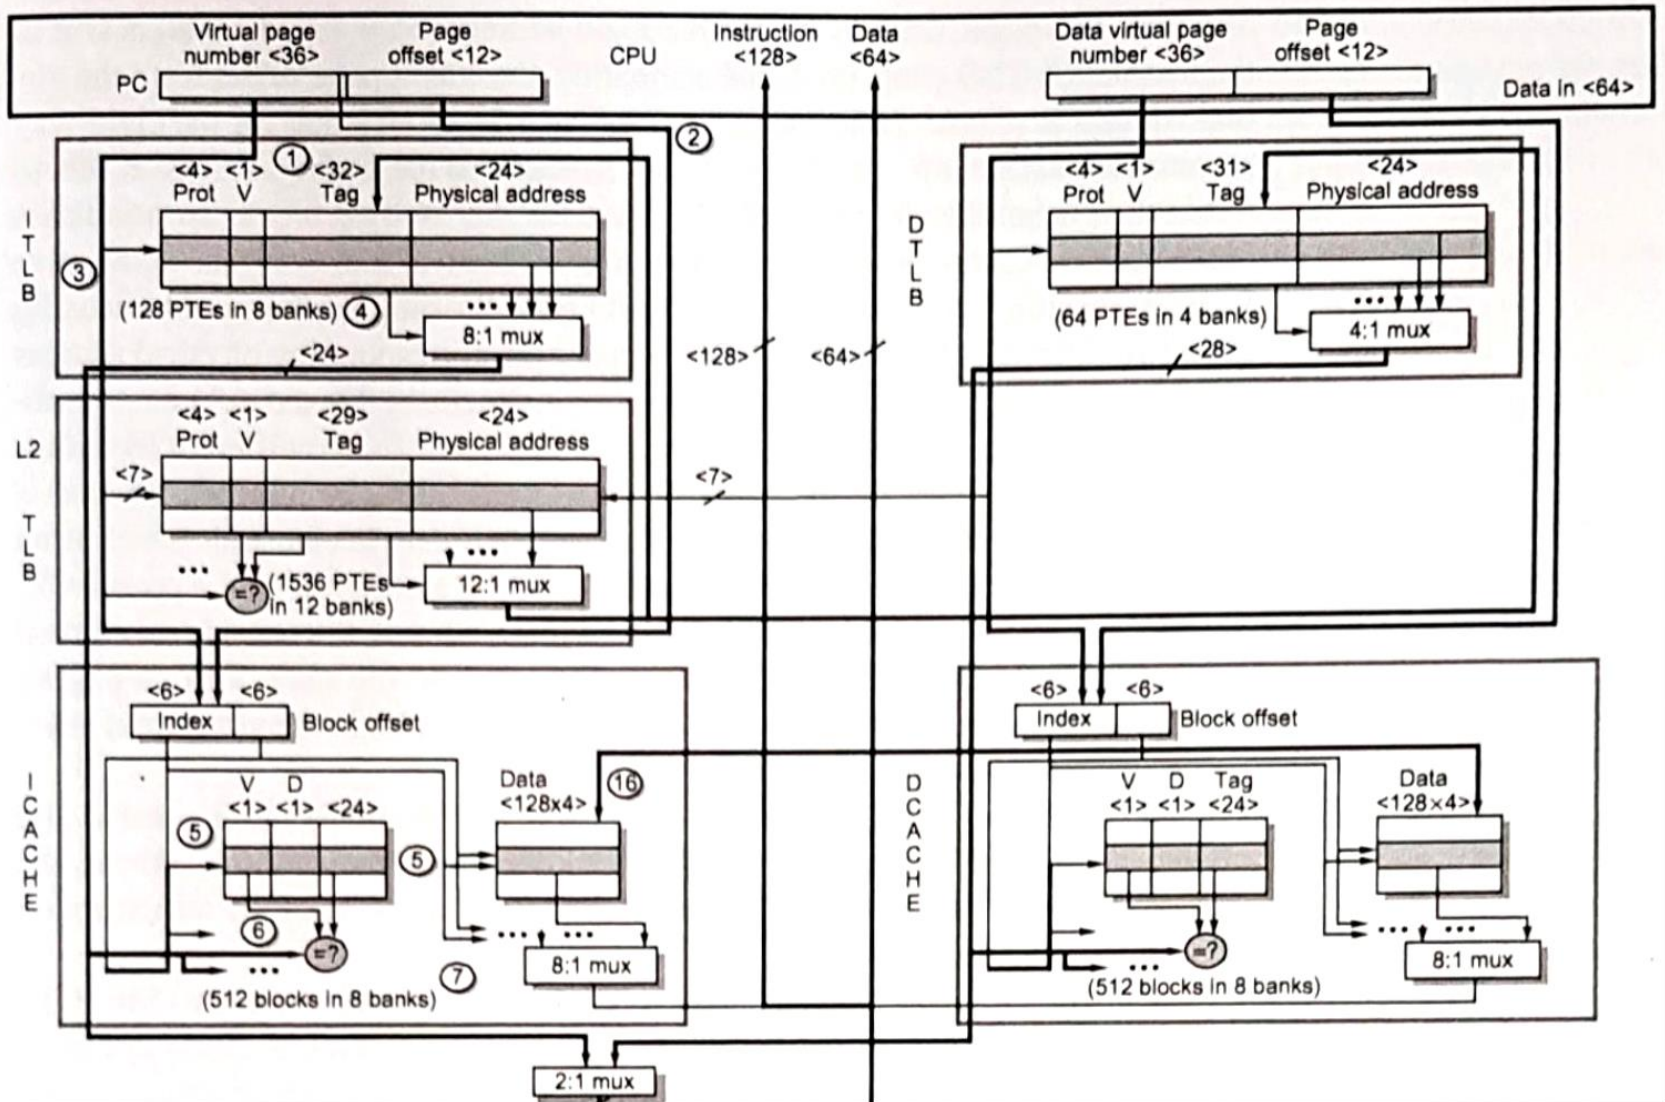 Virtual page
number <36>
Page
offset <12>
CPU
Instruction
<128>
Data
<64>
Data virtual page
number <36>
Page
offset <12>
PC
Data in <64>
1
2
<4> <1> <32> <24>
Prot V Tag Physical address
I
T
L
B
3
(128 PTEs in 8 banks) 4
...
8:1 mux
<24>
<4> <1> <31> <24>
Prot V Tag Physical address
D
T
L
B
(64 PTEs in 4 banks)
...
4:1 mux
<28>
<128>
<64>
<4> <1> <29> <24>
Prot V Tag Physical address
L2
T
L
B
<7>
<7>
...
=?
(1536 PTEs
in 12 banks)
...
12:1 mux
<6> <6>
Index
Block offset
<6> <6>
Index
Block offset
I
C
A
C
H
E
V D
<1> <1> <24>
5
5
Data
<128x4>
16
6
=?
...
7
... ...
8:1 mux
(512 blocks in 8 banks)
D
C
A
C
H
E
V D Tag
<1> <1> <24>
Data
<128×4>
=?
...
... ...
8:1 mux
(512 blocks in 8 banks)
2:1 mux